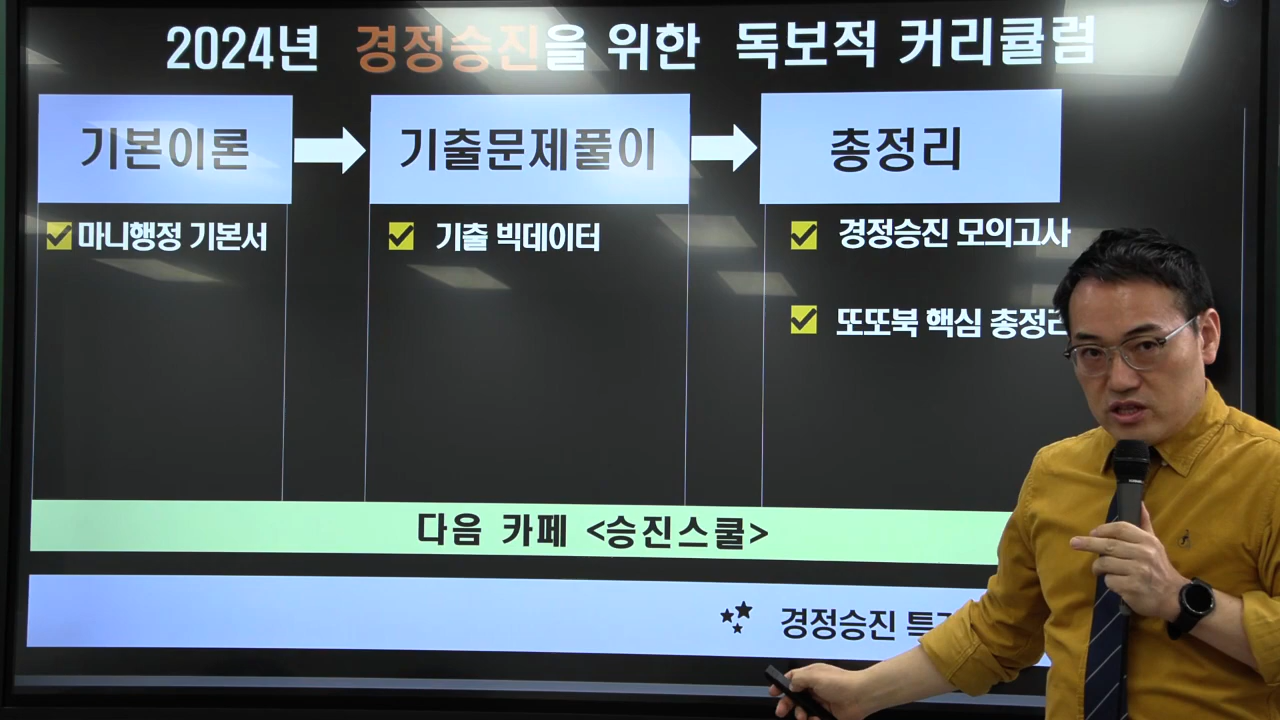 2024년 경정승진을 위한 독보적 커리큘럼
기본이론
기출문제풀이
총정리
마니행정 기본서
기출 빅데이터
경정승진 모의고사
또또북 핵심 총정리
다음 카페 <승진스쿨>
경정승진